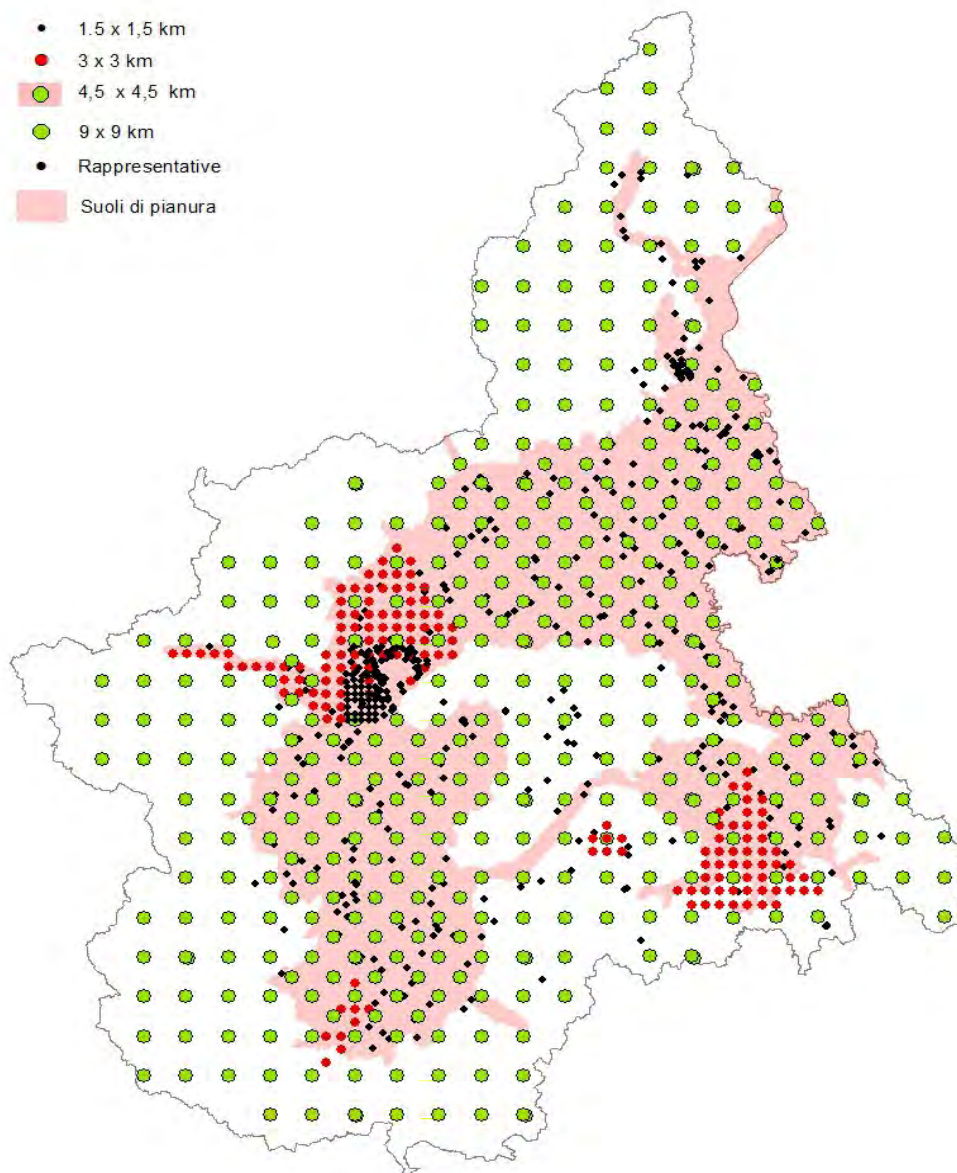 1.5 x 1,5 km
3 x 3 km
4,5 x 4,5 km
9 x 9 km
Rappresentative
Suoli di pianura